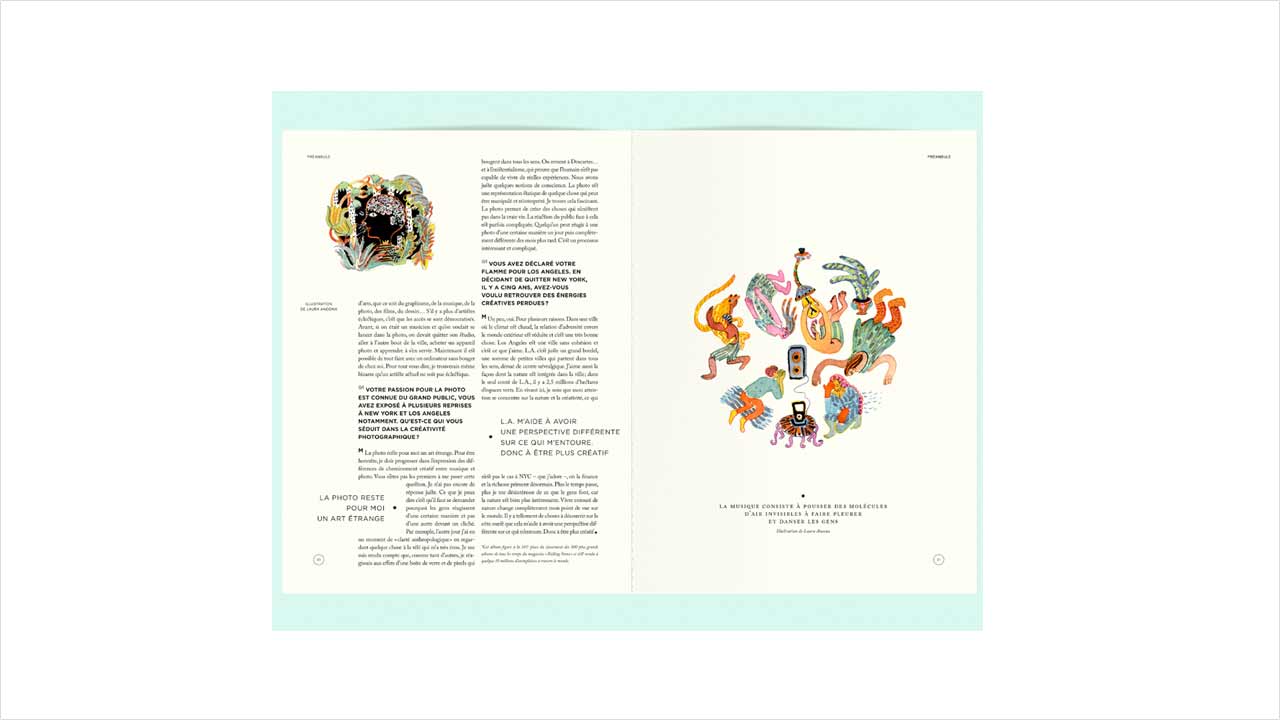 PRÉAMBULE
ILLUSTRATION
DE LAURA ANDOKA
d'arts, que ce soit du graphisme, de la musique, de la
photo, des films, du dessin… S'il y a plus d'artistes
éclectiques, c'est que les accès se sont démocratisés.
Avant, si on était un musicien et qu'on voulait se
lancer dans la photo, on devait quitter son studio,
aller à l'autre bout de la ville, acheter un appareil
photo et apprendre à s'en servir. Maintenant il est
possible de tout faire avec un ordinateur sans bouger
de chez soi. Pour tout vous dire, je trouverais même
bizarre qu'un artiste actuel ne soit pas éclectique.
Q? VOTRE PASSION POUR LA PHOTO
EST CONNUE DU GRAND PUBLIC, VOUS
AVEZ EXPOSÉ À PLUSIEURS REPRISES
À NEW YORK ET LOS ANGELES
NOTAMMENT. QU'EST-CE QUI VOUS
SÉDUIT DANS LA CRÉATIVITÉ
PHOTOGRAPHIQUE ?
M La photo reste pour moi un art étrange. Pour être
honnête, je dois progresser dans l'expression des dif-
férences de cheminement créatif entre musique et
photo. Vous n'êtes pas les premiers à me poser cette
question. Je n'ai pas encore de
réponse juste. Ce que je peux
dire c'est qu'il faut se demander
pourquoi les gens réagissent
d'une certaine manière et pas
d'une autre devant un cliché.
Par exemple, l'autre jour j'ai eu
un moment de « clarté anthropologique » en regar-
dant quelque chose à la télé qui m'a très ému. Je me
suis rendu compte que, comme tant d'autres, je réa-
gissais aux effets d'une boîte de verre et de pixels qui
LA PHOTO RESTE
POUR MOI
UN ART ÉTRANGE
bougent dans tous les sens. On revient à Descartes…
et à l'existentialisme, qui prouve que l'humain n'est pas
capable de vivre de réelles expériences. Nous avons
juste quelques notions de conscience. La photo est
une représentation statique de quelque chose qui peut
être manipulé et réinterprété. Je trouve cela fascinant.
La photo permet de créer des choses qui n'existent
pas dans la vraie vie. La réaction du public face à cela
est parfois compliquée. Quelqu'un peut réagir à une
photo d'une certaine manière un jour puis complète-
ment différente des mois plus tard. C'est un processus
intéressant et compliqué.
Q? VOUS AVEZ DÉCLARÉ VOTRE
FLAMME POUR LOS ANGELES. EN
DÉCIDANT DE QUITTER NEW YORK,
IL Y A CINQ ANS, AVEZ-VOUS
VOULU RETROUVER DES ÉNERGIES
CRÉATIVES PERDUES ?
M Un peu, oui. Pour plusieurs raisons. Dans une ville
où le climat est chaud, la relation d'adversité envers
le monde extérieur est réduite et c'est une très bonne
chose. Los Angeles est une ville sans cohésion et
c'est ce que j'aime. L.A. c'est juste un grand bordel,
une somme de petites villes qui partent dans tous
les sens, dénué de centre névralgique. J'aime aussi la
façon dont la nature est intégrée dans la ville ; dans
le seul comté de L.A., il y a 2,5 millions d'hectares
d'espaces verts. En vivant ici, je sens que mon atten-
tion se concentre sur la nature et la créativité, ce qui
L.A. M'AIDE À AVOIR
UNE PERSPECTIVE DIFFÉRENTE
SUR CE QUI M'ENTOURE.
DONC À ÊTRE PLUS CRÉATIF
n'est pas le cas à NYC – que j'adore –, où la finance
et la richesse priment désormais. Plus le temps passe,
plus je me désintéresse de ce que le gens font, car
la nature est bien plus intéressante. Vivre entouré de
nature change complètement mon point de vue sur
le monde. Il y a tellement de choses à découvrir sur la
côte ouest que cela m'aide à avoir une perspective dif-
férente sur ce qui m'entoure. Donc à être plus créatif.
PRÉAMBULE
LA MUSIQUE CONSISTE À POUSSER DES MOLÉCULES
D'AIR INVISIBLES À FAIRE PLEURER
ET DANSER LES GENS
Illustration de Laura Andoka